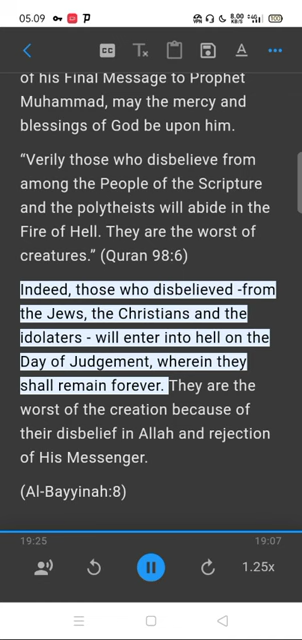 05.09
8.00
KB/S
CC
of his Final Message to Prophet
Muhammad, may the mercy and
blessings of God be upon him.
“Verily those who disbelieve from
among the People of the Scripture
and the polytheists will abide in the
Fire of Hell. They are the worst of
creatures.” (Quran 98:6)
Indeed, those who disbelieved -from
the Jews, the Christians and the
idolaters - will enter into hell on the
Day of Judgement, wherein they
shall remain forever. They are the
worst of the creation because of
their disbelief in Allah and rejection
of His Messenger.
(Al-Bayyinah:8)
19:25 19:07
1.25x